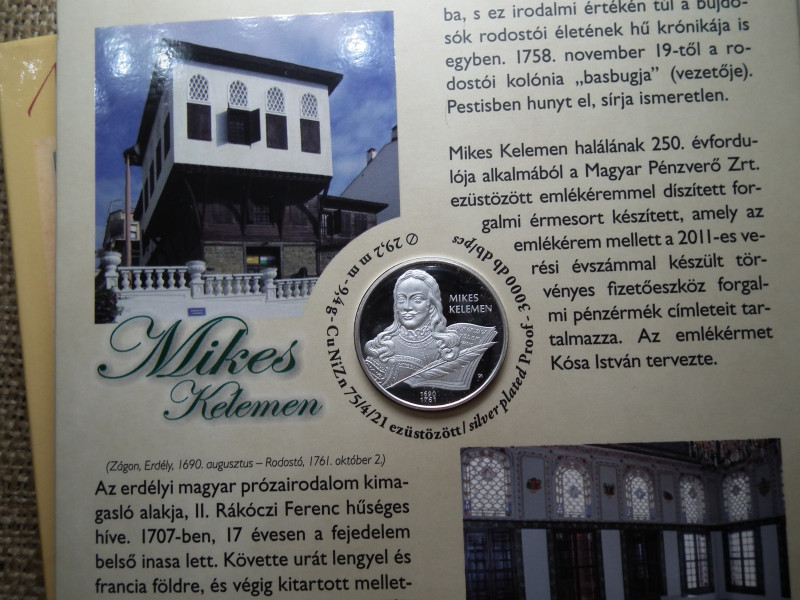 Mikes
Kelemen
(Zágon, Erdély, 1690. augusztus – Rodostó, 1761. október 2.)
Az erdélyi magyar prózairodalom kima-
gasló alakja, II. Rákóczi Ferenc hűséges
híve. 1707-ben, 17 évesen a fejedelem
belső inasa lett. Követte urát lengyel és
francia földre, és végig kitartott mellet-
ba, s ez irodalmi értékén túl a bujdo-
sók rodostói életének hű krónikája is
egyben. 1758. november 19-től a ro-
dostói kolónia „basbugja” (vezetője).
Pestisben hunyt el, sírja ismeretlen.
Mikes Kelemen halálának 250. évfordu-
lója alkalmából a Magyar Pénzverő Zrt.
ezüstözött emlékéremmel díszített for-
galmi érmesort készített, amely az
emlékérem mellett a 2011-es ve-
rési évszámmal készült tör-
vényes fizetőeszköz forgal-
mi pénzérmék címleteit tar-
talmazza. Az emlékérmet
Kósa István tervezte.
Ø 29,2 mm - 9,4 g - CuNiZn 75/4/21 ezüstözött / silver plated Proof - 3000 db/pcs
MIKES
KELEMEN
1690
1761